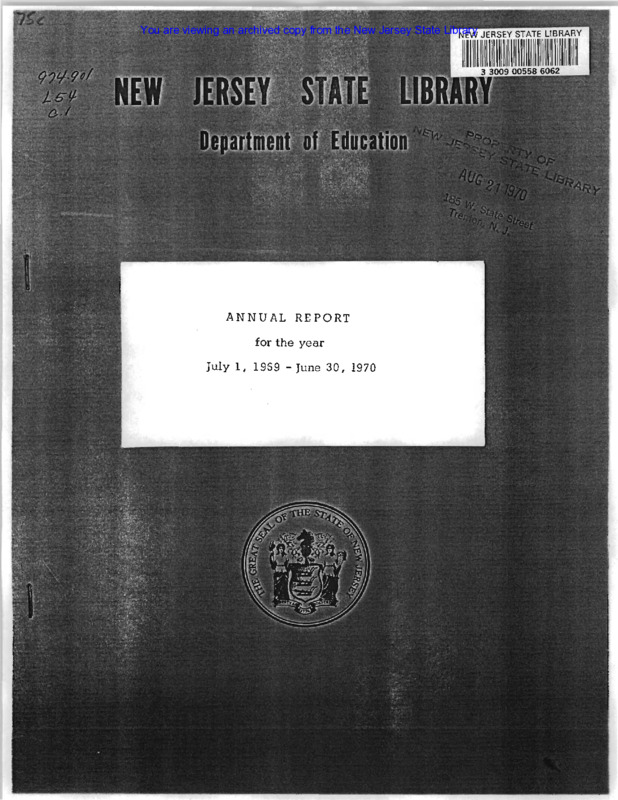 75c
You are viewing an archived copy from the New Jersey State Library
NEW JERSEY STATE LIBRARY
3 3009 00558 6062
974.901
L54
c.1
NEW JERSEY STATE LIBRARY
Department of Education
PROPERTY OF
NEW JERSEY STATE LIBRARY
AUG 21 1970
185 W. State Street
Trenton, N. J.
ANNUAL REPORT
for the year
July 1, 1969 - June 30, 1970
THE GREAT SEAL OF THE STATE OF NEW JERSEY